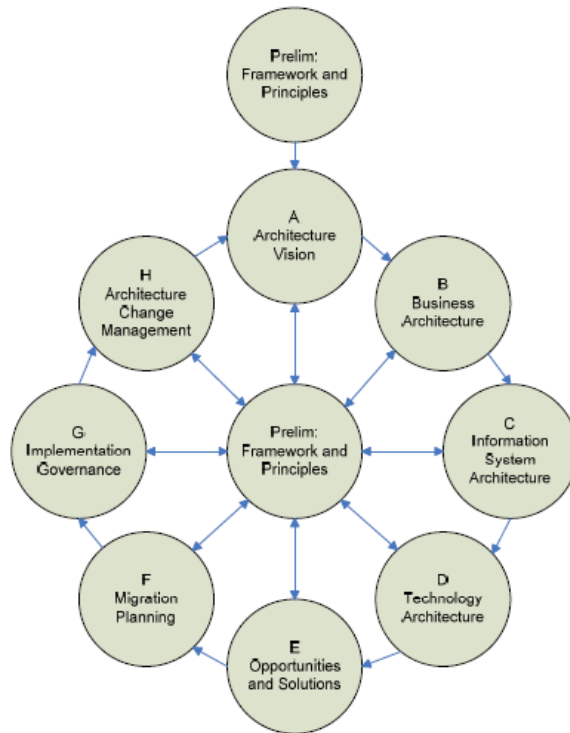 Prelim:
Framework and
Principles
A
Architecture
Vision
H
Architecture
Change
Management
B
Business
Architecture
G
Implementation
Governance
Prelim:
Framework and
Principles
C
Information
System
Architecture
F
Migration
Planning
D
Technology
Architecture
E
Opportunities
and Solutions